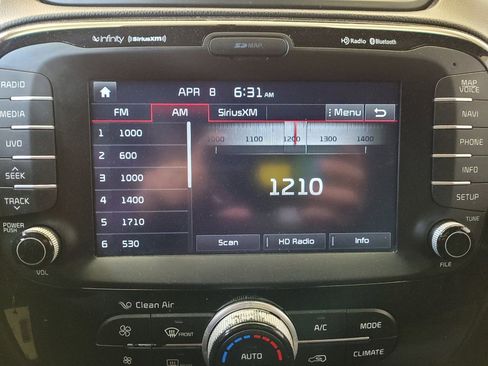 infinity (SiriusXM)
SD MAP
HD Radio Bluetooth
RADIO
MEDIA
UVO
SEEK
TRACK
POWER
PUSH
VOL
APR 8 6:31 AM
FM AM SiriusXM Menu
1 1000
2 600
3 1000
4 1400
5 1710
6 530
1000 1100 1200 1300 1400
1210
Scan HD Radio Info
MAP
VOICE
NAVI
PHONE
INFO
SETUP
TUNE
FILE
Clean Air
FRONT
AUTO
A/C
MODE
CLIMATE